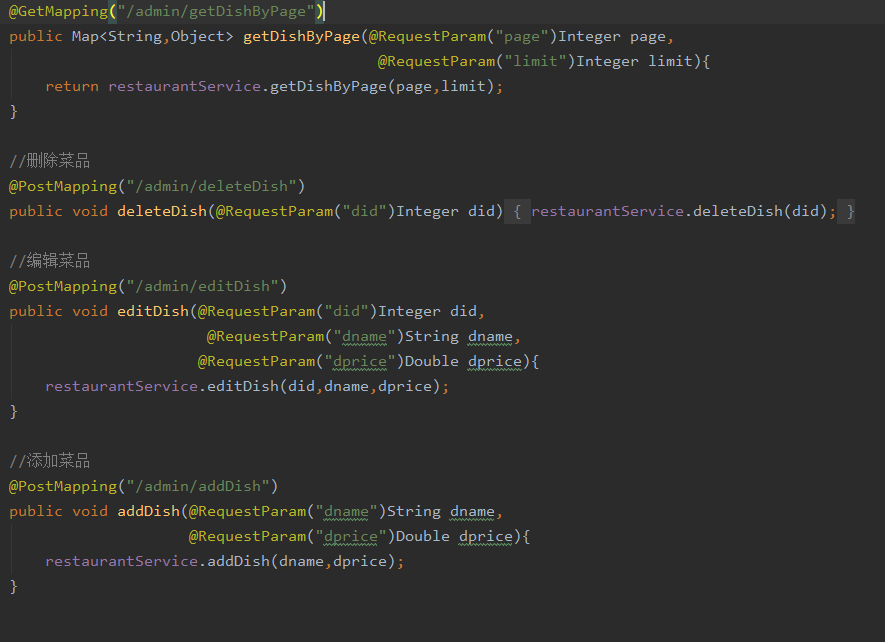 @GetMapping("/admin/getDishByPage")
public Map<String,Object> getDishByPage(@RequestParam("page")Integer page,
@RequestParam("limit")Integer limit){
return restaurantService.getDishByPage(page,limit);
}
//删除菜品
@PostMapping("/admin/deleteDish")
public void deleteDish(@RequestParam("did")Integer did) { restaurantService.deleteDish(did); }
//编辑菜品
@PostMapping("/admin/editDish")
public void editDish(@RequestParam("did")Integer did,
@RequestParam("dname")String dname,
@RequestParam("dprice")Double dprice){
restaurantService.editDish(did,dname,dprice);
}
//添加菜品
@PostMapping("/admin/addDish")
public void addDish(@RequestParam("dname")String dname,
@RequestParam("dprice")Double dprice){
restaurantService.addDish(dname,dprice);
}